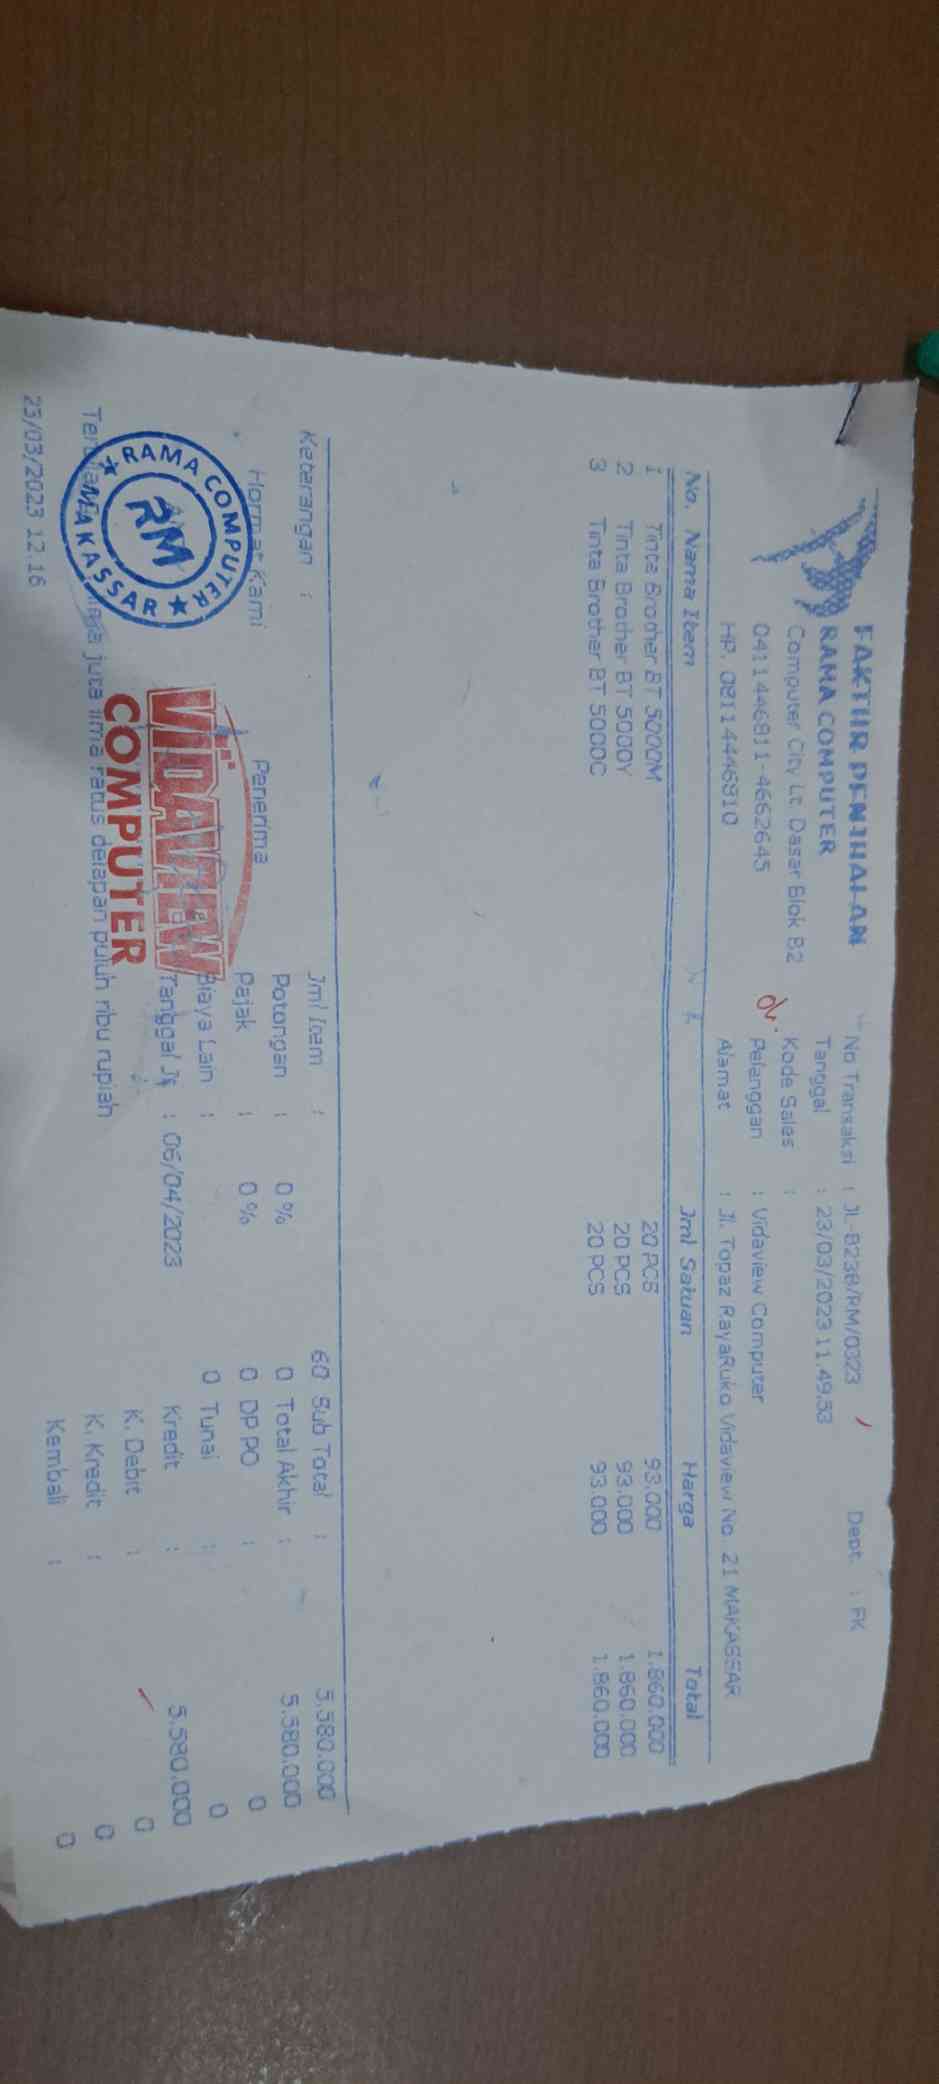 FAKTUR PENJUALAN
RAMA COMPUTER
Computer City Lt. Dasar Blok B2
0411 446811-4662645
HP. 08114446810
No Transaksi : JL-8238/RM/0323 Dept. : FK
Tanggal : 23/03/2023 11.49.53
Kode Sales :
Pelanggan : Vidaview Computer
Alamat : Jl. Topaz RayaRuko Vidaview No. 21 MAKASSAR
No. Nama Item Jml Satuan Harga Total
1 Tinta Brother BT 5000M 20 PCS 93.000 1.860.000
2 Tinta Brother BT 5000Y 20 PCS 93.000 1.860.000
3 Tinta Brother BT 5000C 20 PCS 93.000 1.860.000
Keterangan : Jml Item : 60 Sub Total : 5.580.000
Potongan : 0 % 0 Total Akhir : 5.580.000
Hormat Kami Penerima Pajak : 0 % 0 DP PO : 0
Biaya Lain : 0 Tunai : 0
Tanggal : 06/04/2023 Kredit : 5.580.000
K. Debit : 0
K. Kredit : 0
Kembali : 0
juta lima ratus delapan puluh ribu rupiah
23/03/2023 12.16
RAMA COMPUTER
RM
MAKASSAR
VIDAVIEW
COMPUTER